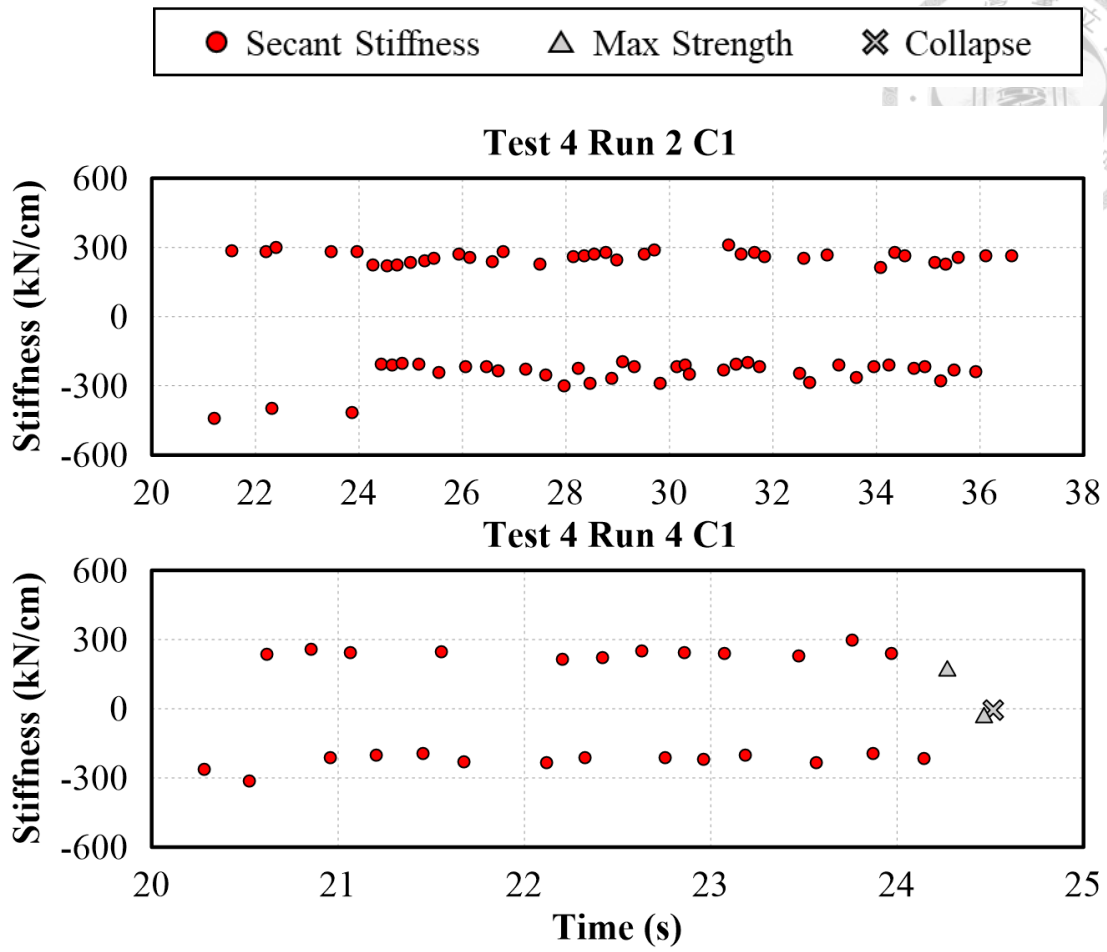 Secant Stiffness Max Strength Collapse
Test 4 Run 2 C1
Stiffness (kN/cm)
600
300
0
-300
-600
20 22 24 26 28 30 32 34 36 38
Test 4 Run 4 C1
Stiffness (kN/cm)
600
300
0
-300
-600
20 21 22 23 24 25
Time (s)